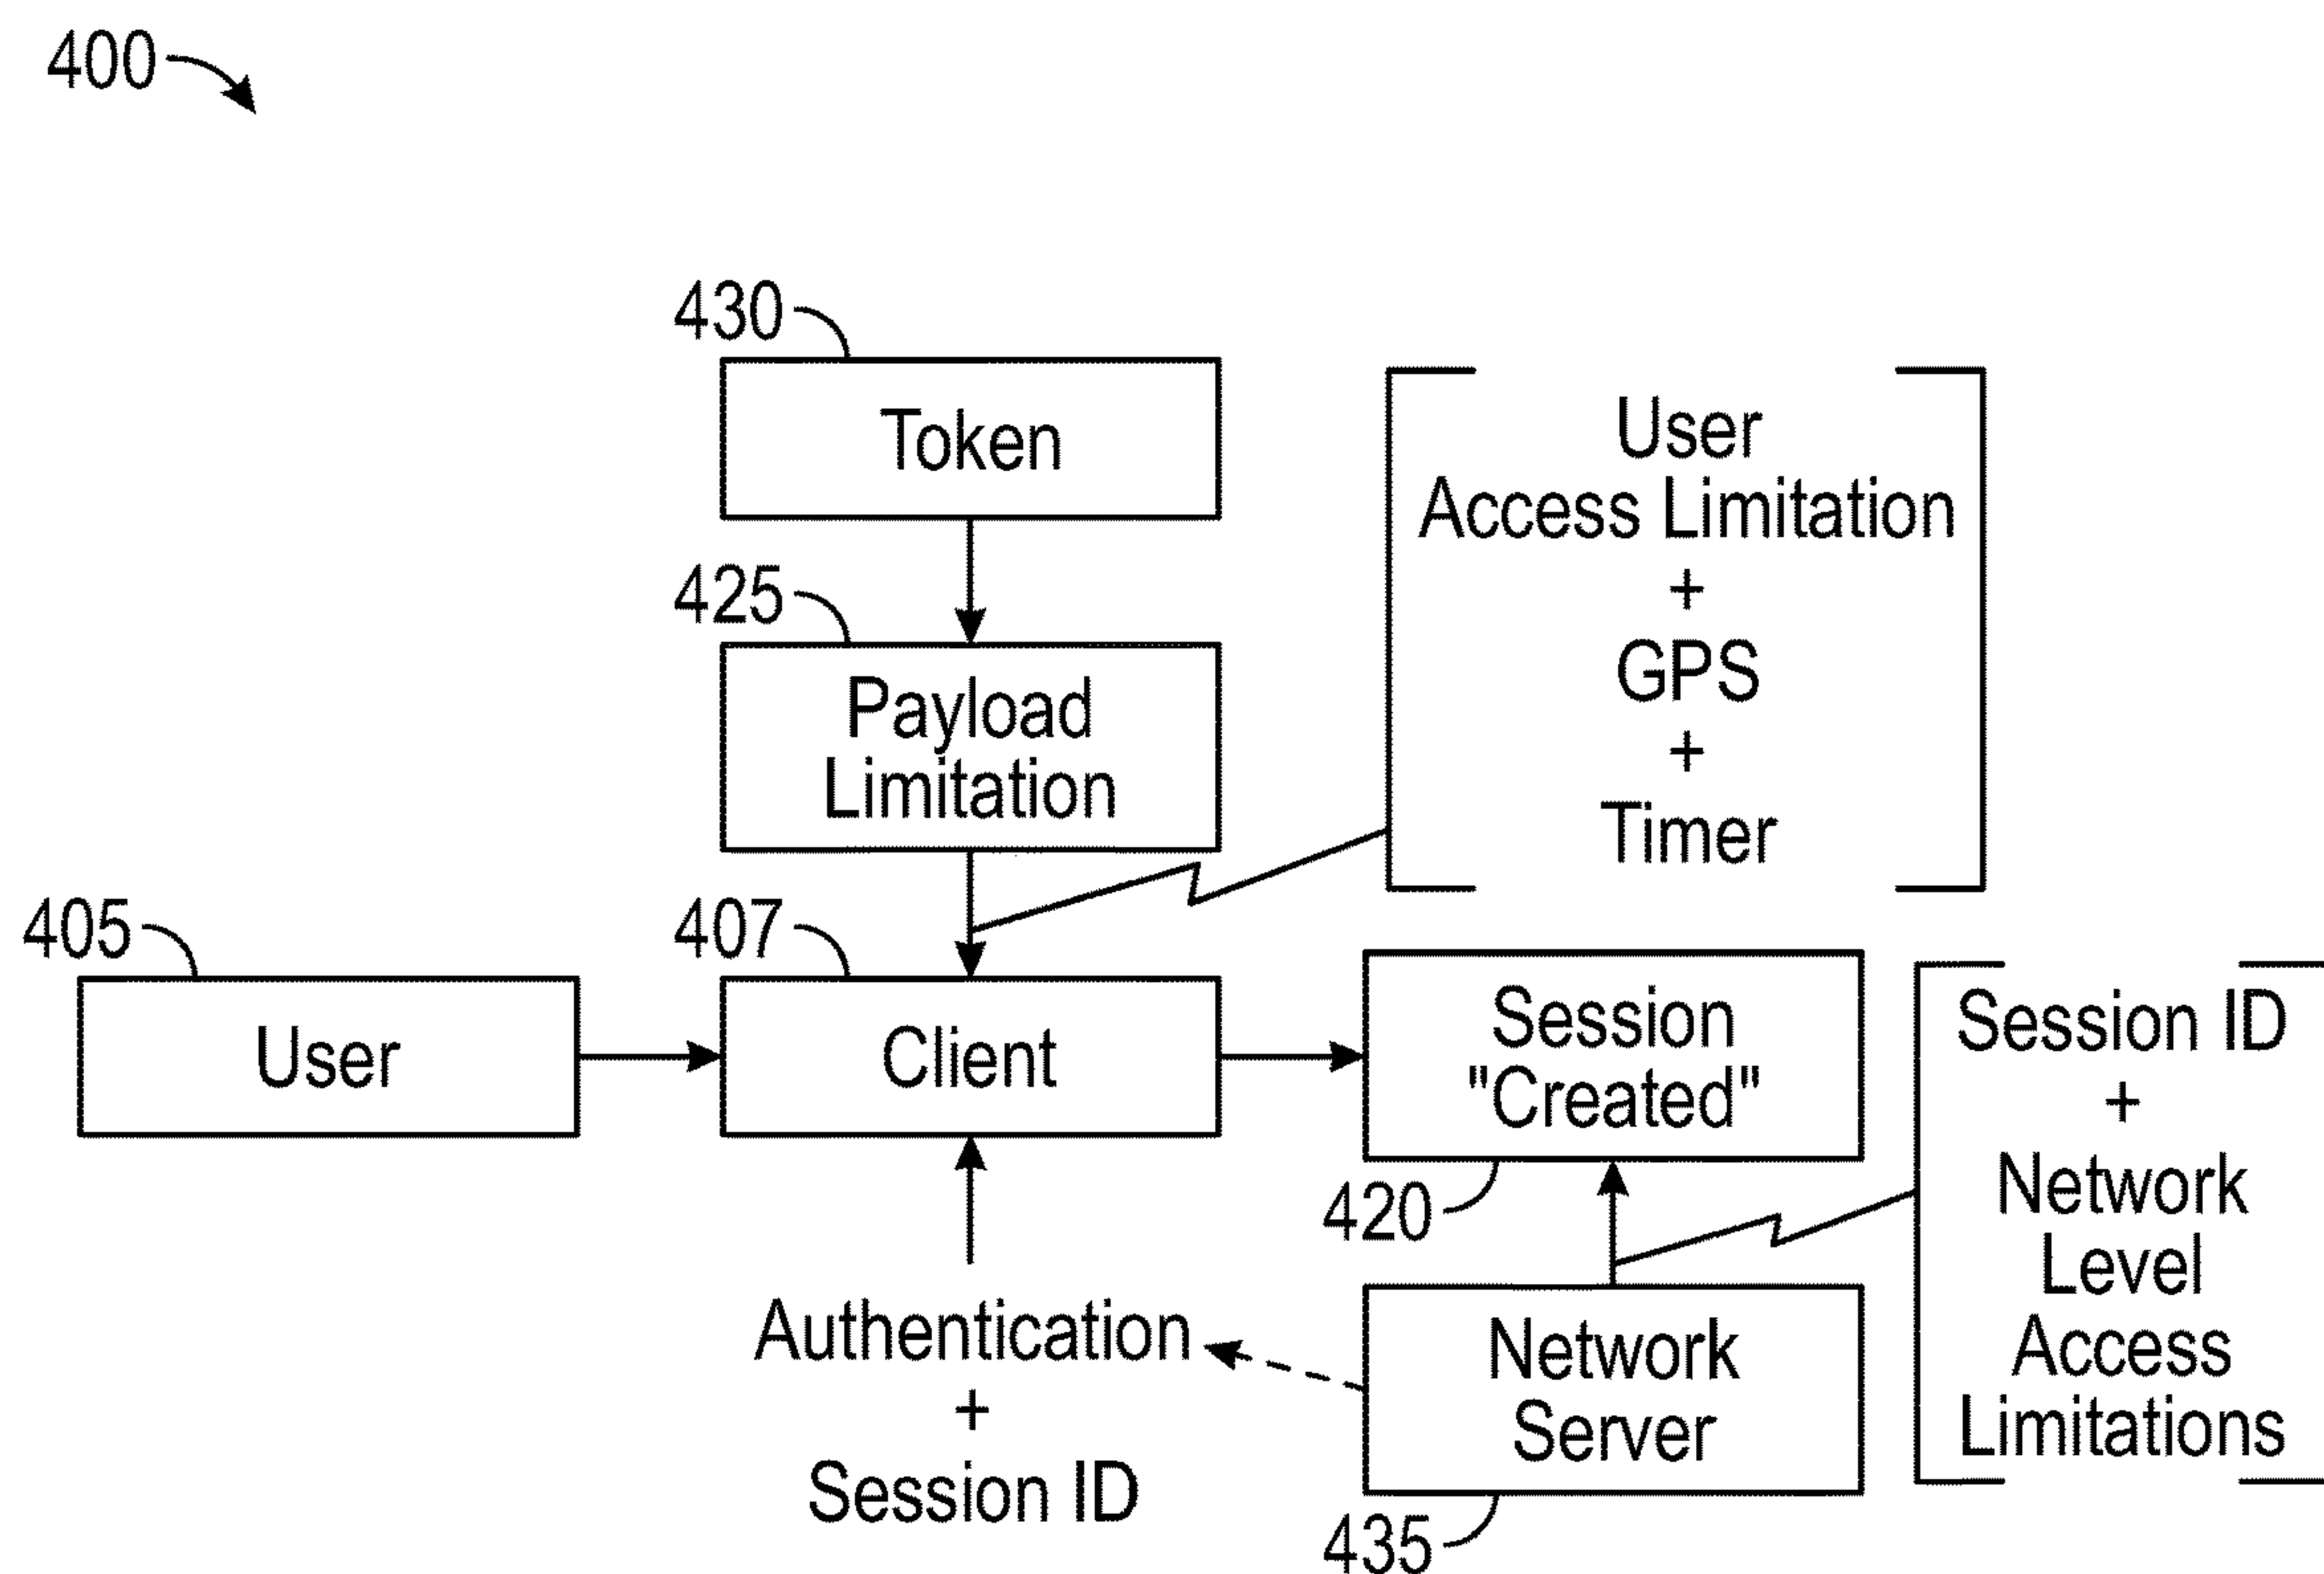 400
430
Token
425
Payload
Limitation
User
Access Limitation
+
GPS
+
Timer
405
User
407
Client
Session
"Created"
420
Session ID
+
Network
Level
Access
Limitations
Authentication
+
Session ID
Network
Server
435